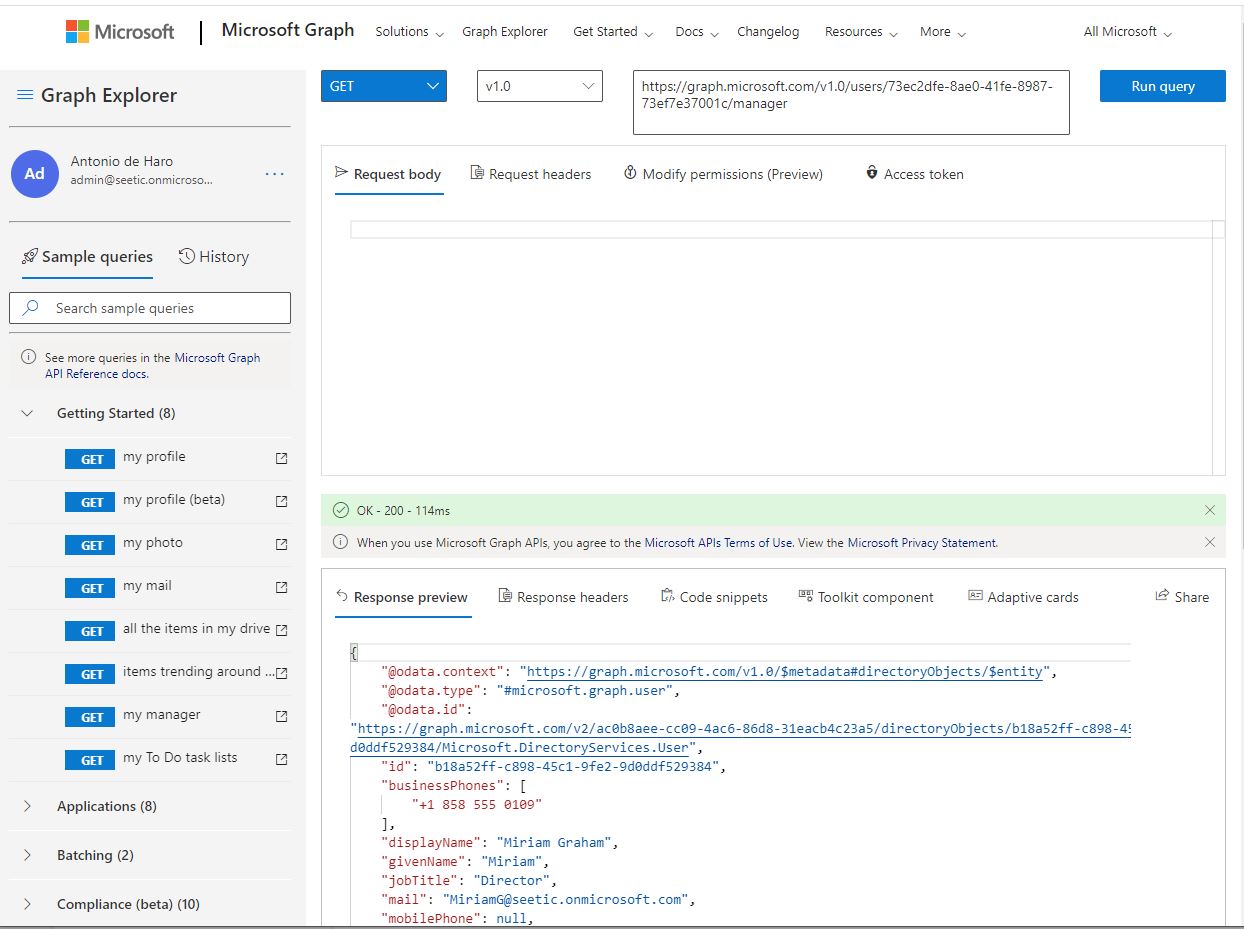 Microsoft | Microsoft Graph Solutions Graph Explorer Get Started Docs Changelog Resources More All Microsoft
Graph Explorer
Ad
Antonio de Haro
admin@seetic.onmicroso...
...
Sample queries History
Search sample queries
See more queries in the Microsoft Graph
API Reference docs.
Getting Started (8)
GET my profile
GET my profile (beta)
GET my photo
GET my mail
GET all the items in my drive
GET items trending around ...
GET my manager
GET my To Do task lists
Applications (8)
Batching (2)
Compliance (beta) (10)
GET v1.0 https://graph.microsoft.com/v1.0/users/73ec2dfe-8ae0-41fe-8987-
73ef7e37001c/manager
Run query
Request body Request headers Modify permissions (Preview) Access token
OK - 200 - 114ms
When you use Microsoft Graph APIs, you agree to the Microsoft APIs Terms of Use. View the Microsoft Privacy Statement.
Response preview Response headers Code snippets Toolkit component Adaptive cards Share
{
"@odata.context": "https://graph.microsoft.com/v1.0/$metadata#directoryObjects/$entity",
"@odata.type": "#microsoft.graph.user",
"@odata.id":
"https://graph.microsoft.com/v2/ac0b8aee-cc09-4ac6-86d8-31eacb4c23a5/directoryObjects/b18a52ff-c898-45
d0ddf529384/Microsoft.DirectoryServices.User",
"id": "b18a52ff-c898-45c1-9fe2-9d0ddf529384",
"businessPhones": [
"+1 858 555 0109"
],
"displayName": "Miriam Graham",
"givenName": "Miriam",
"jobTitle": "Director",
"mail": "MiriamG@seetic.onmicrosoft.com",
"mobilePhone": null,